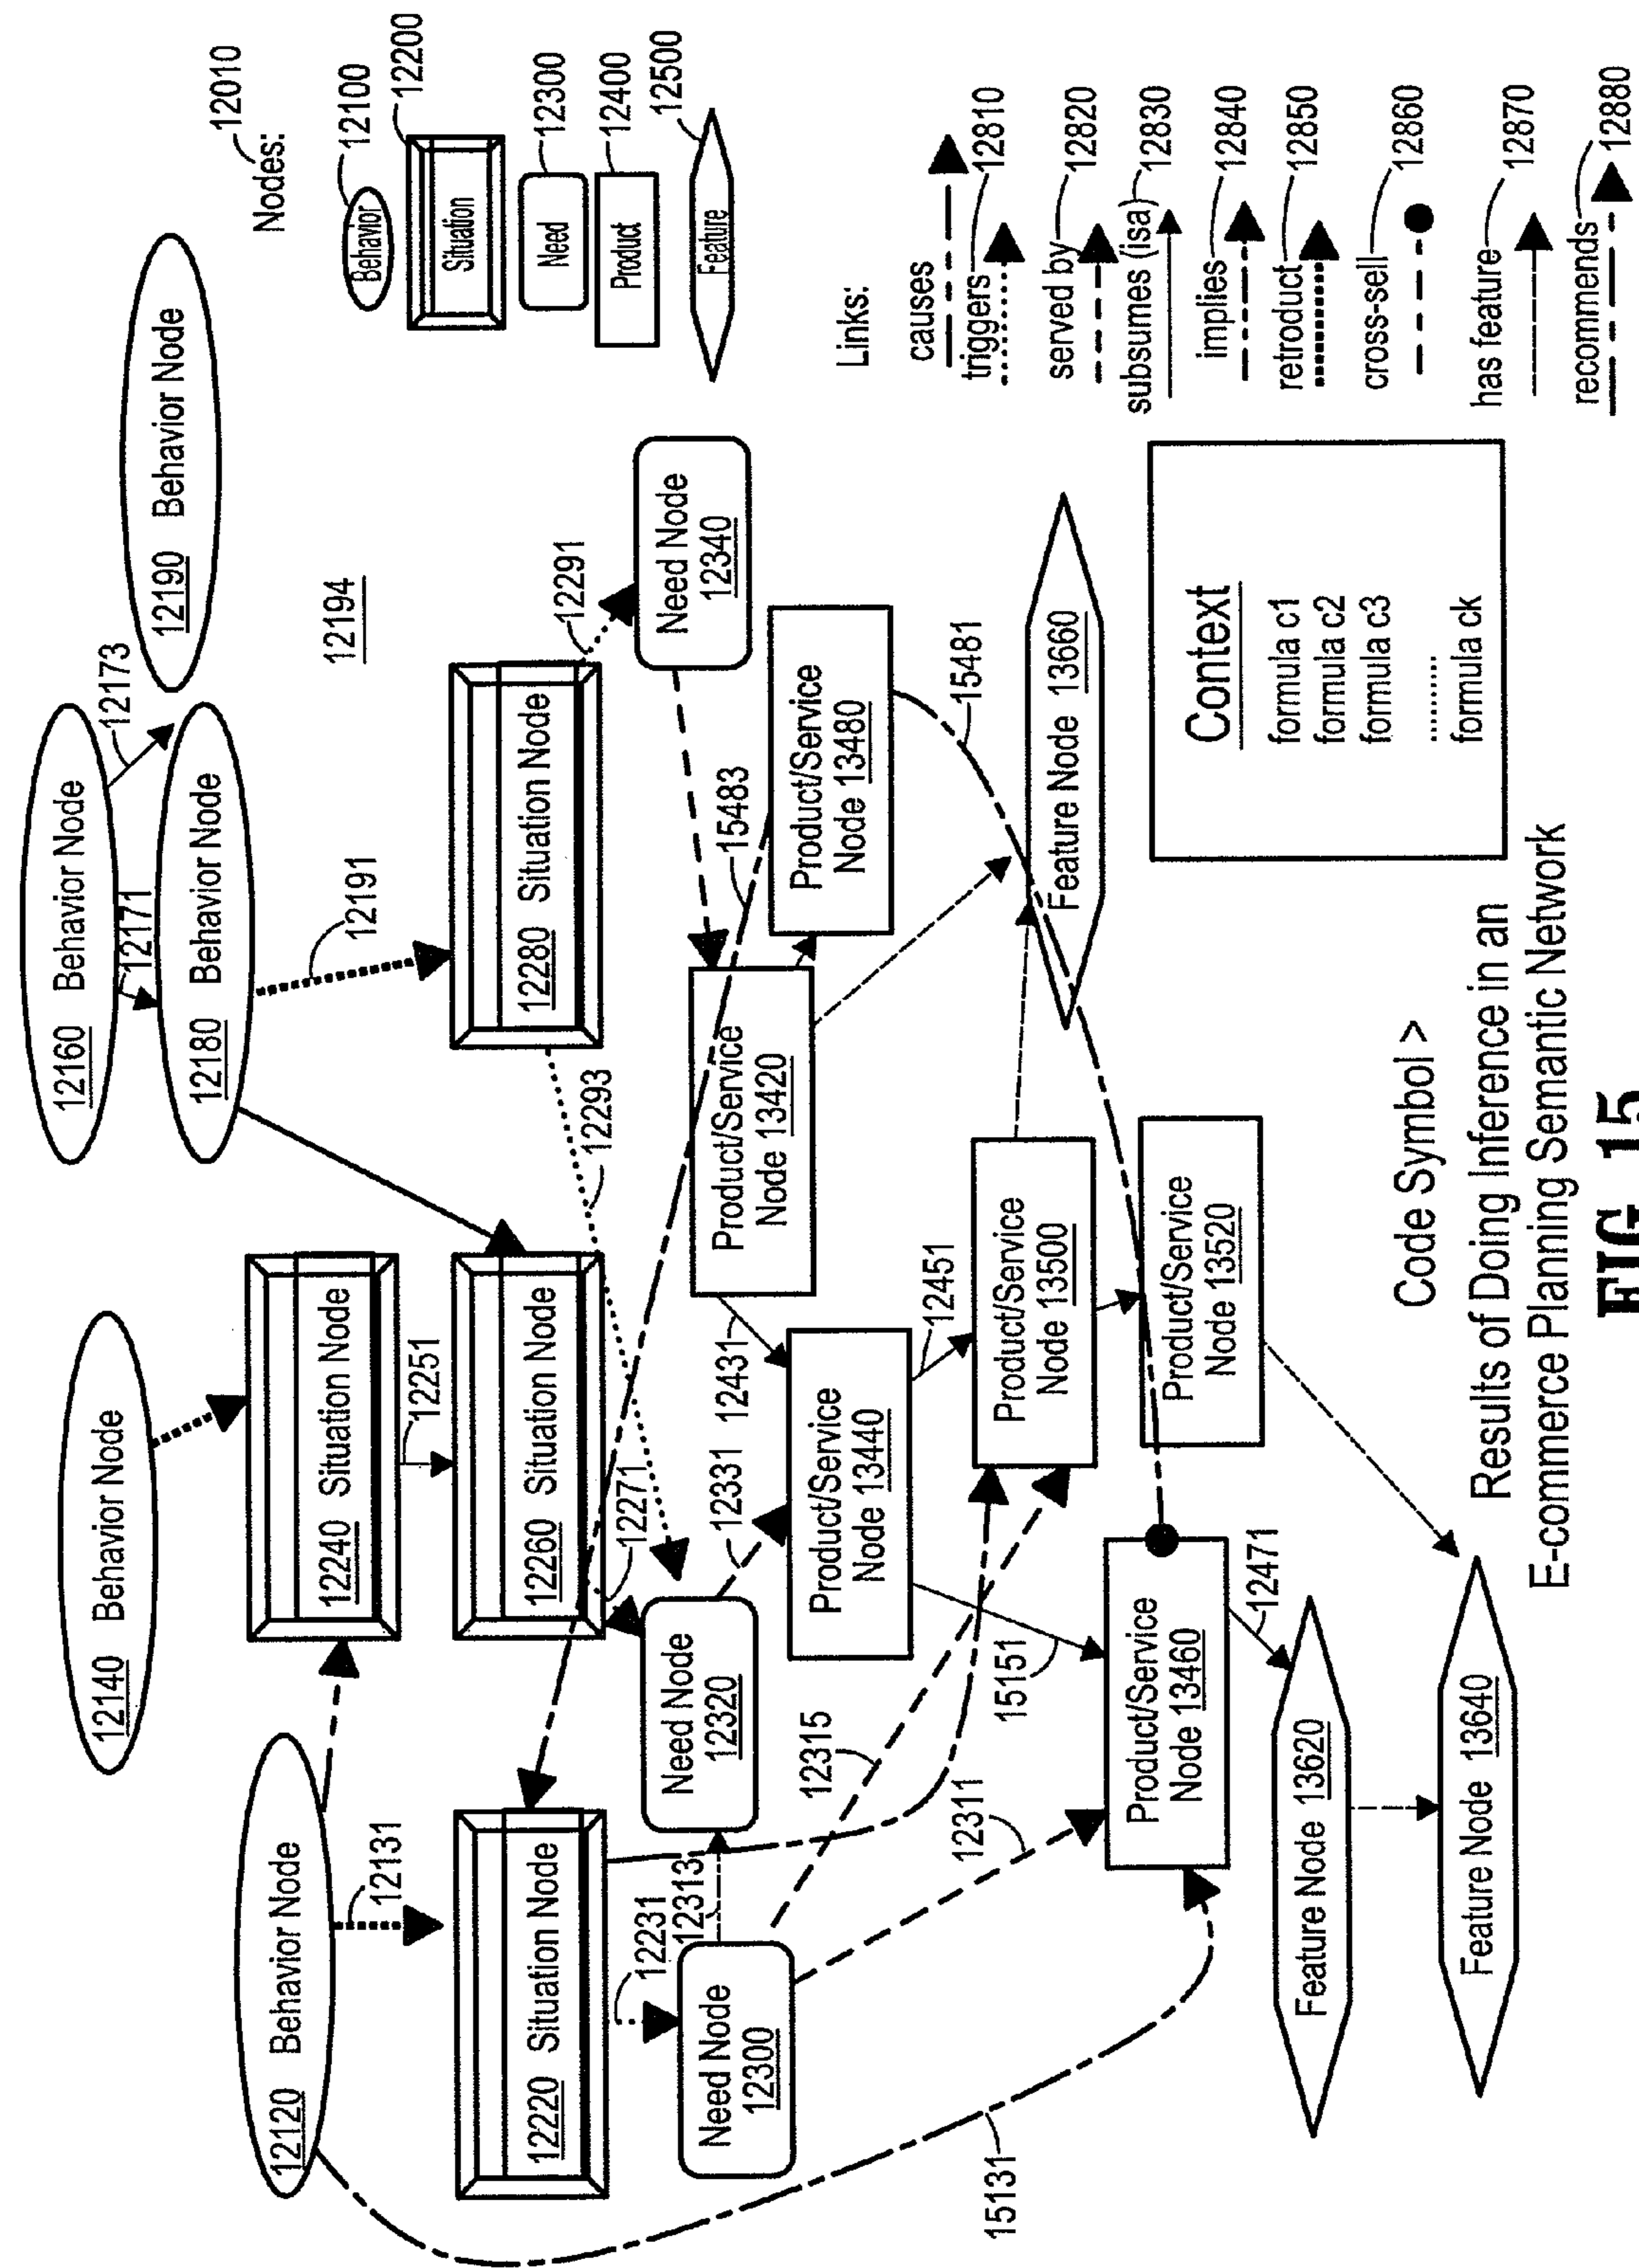 12010
Nodes:
Behavior
12100
Situation
12200
Need
12300
Product
12400
Feature
12500
Links:
causes
triggers
12810
served by
12820
subsumes (isa)
12830
implies
12840
retroduct
12850
cross-sell
12860
has feature
12870
recommends
12880
12120 Behavior Node
12140 Behavior Node
12160 Behavior Node
12171
12173
12180 Behavior Node
12190 Behavior Node
12131
12191
12194
12240 Situation Node
12251
12220 Situation Node
12260 Situation Node
12280 Situation Node
12291
12293
12271
12231
12313
Need Node
12300
Need Node
12320
Need Node
12340
12331
12431
15483
Product/Service
Node 13420
Product/Service
Node 13480
Product/Service
Node 13440
12451
15481
12315
12311
15151
Product/Service
Node 13500
Feature Node 13660
Product/Service
Node 13460
Product/Service
Node 13520
15131
12471
Feature Node 13620
Feature Node 13640
Context
formula c1
formula c2
formula c3
.........
formula ck
Code Symbol >
Results of Doing Inference in an
E-commerce Planning Semantic Network
FIG. 15